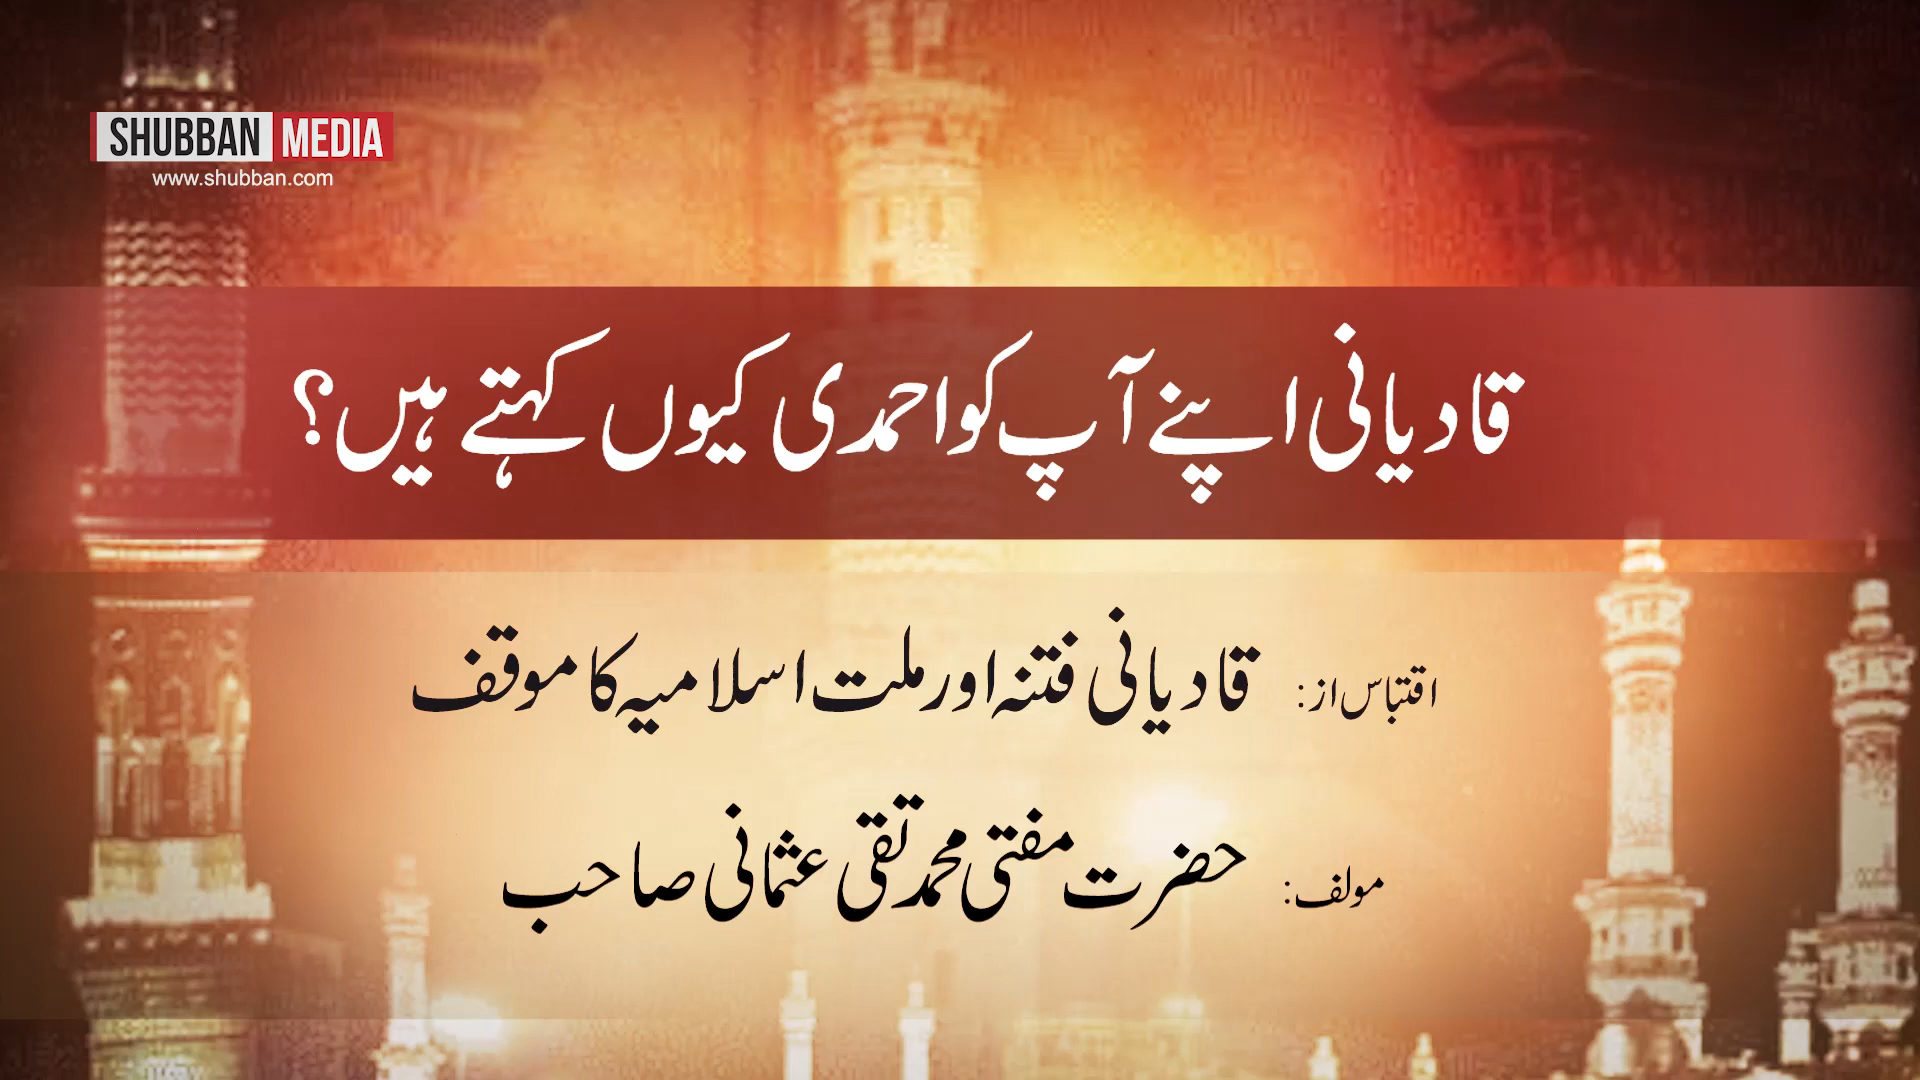 SHUBBAN MEDIA
www.shubban.com
قادیانی اپنے آپ کو احمدی کیوں کہتے ہیں؟
اقتباس از: قادیانی فتنہ اور ملت اسلامیہ کا موقف
مولف: حضرت مفتی محمد تقی عثمانی صاحب